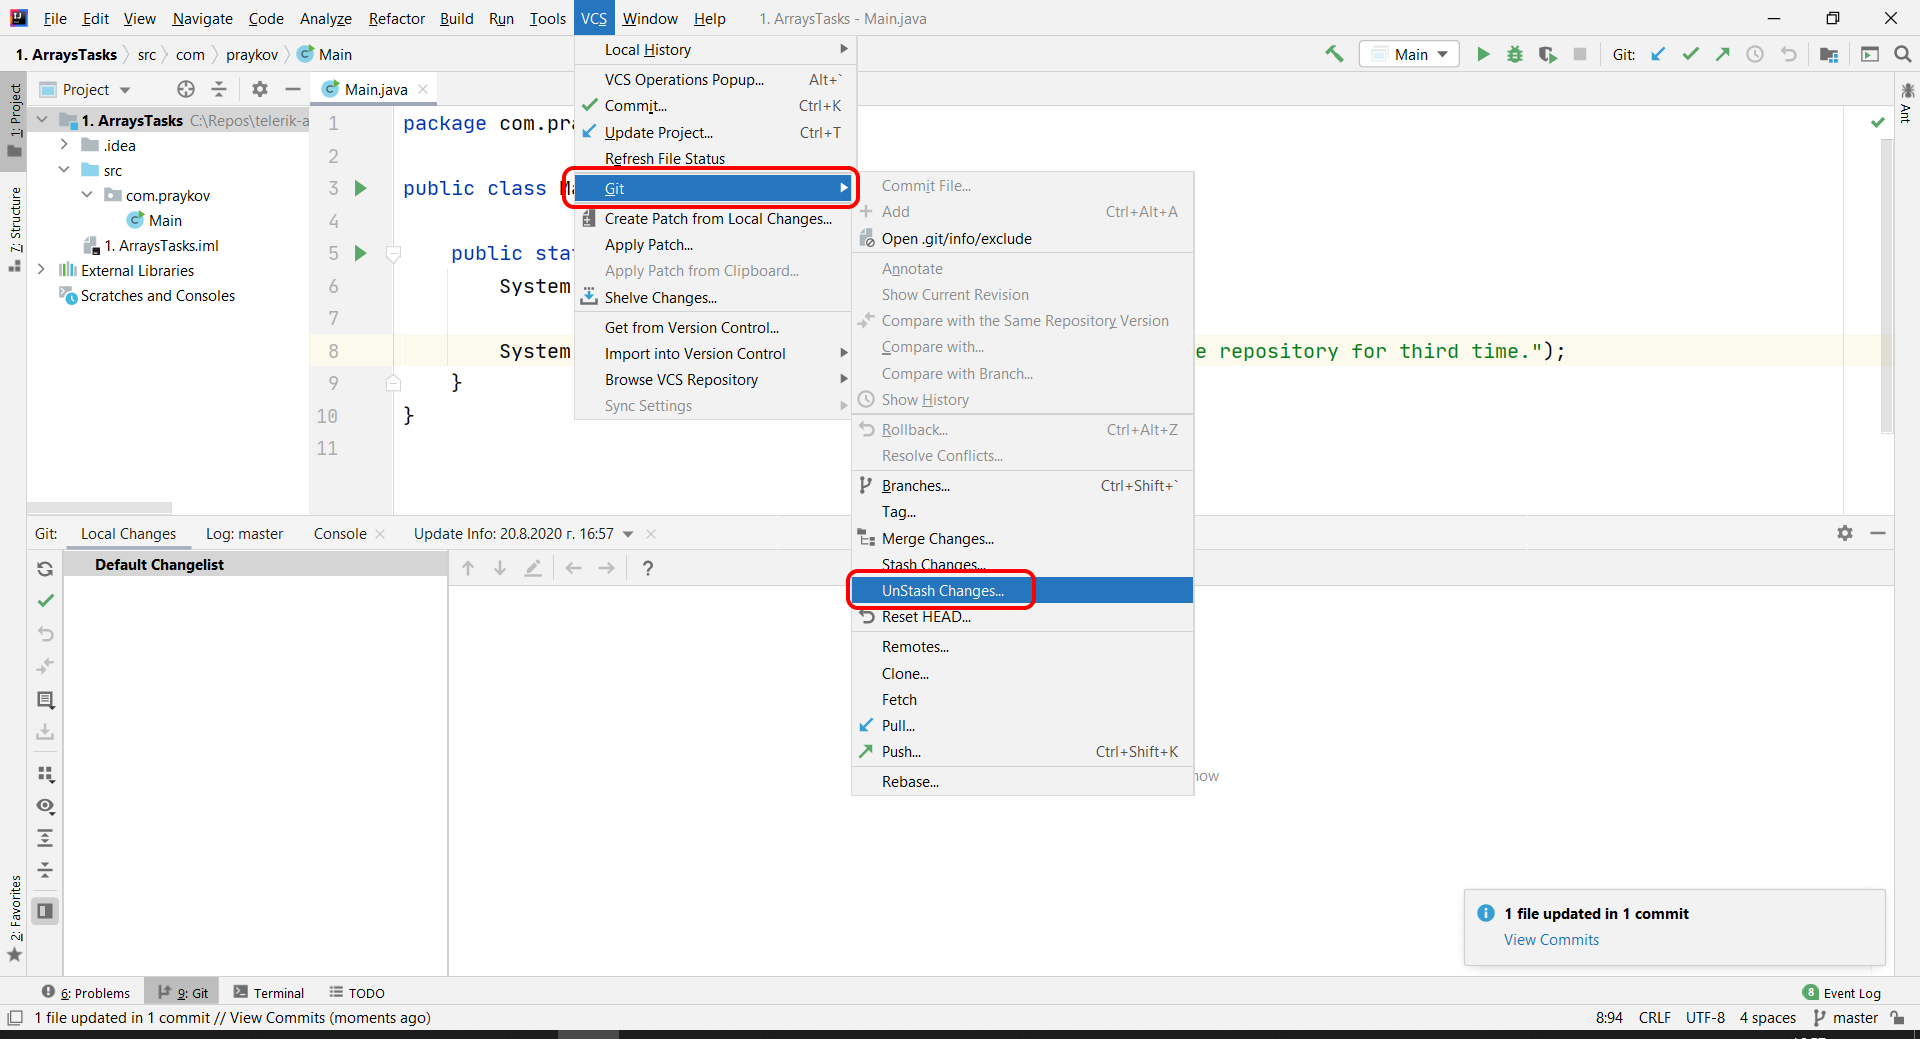 File Edit View Navigate Code Analyze Refactor Build Run Tools VCS Window Help 1. ArraysTasks - Main.java
1. ArraysTasks src com praykov Main
Main Git:
1: Project
7: Structure
2: Favorites
Ant
Project
Main.java
1. ArraysTasks C:\Repos\telerik-a
.idea
src
com.praykov
Main
1. ArraysTasks.iml
External Libraries
Scratches and Consoles
1 package com.pra
2
3 public class M
4
5 public sta
6 System
7
8 System e repository for third time.");
9 }
10 }
11
Local History
VCS Operations Popup... Alt+`
Commit... Ctrl+K
Update Project... Ctrl+T
Refresh File Status
Git
Create Patch from Local Changes...
Apply Patch...
Apply Patch from Clipboard...
Shelve Changes...
Get from Version Control...
Import into Version Control
Browse VCS Repository
Sync Settings
Commit File...
Add Ctrl+Alt+A
Open .git/info/exclude
Annotate
Show Current Revision
Compare with the Same Repository Version
Compare with...
Compare with Branch...
Show History
Rollback... Ctrl+Alt+Z
Resolve Conflicts...
Branches... Ctrl+Shift+`
Tag...
Merge Changes...
Stash Changes...
UnStash Changes...
Reset HEAD...
Remotes...
Clone...
Fetch
Pull...
Push... Ctrl+Shift+K
Rebase...
Git: Local Changes Log: master Console Update Info: 20.8.2020 г. 16:57
Default Changelist
?
1 file updated in 1 commit
View Commits
6: Problems 9: Git Terminal TODO 8 Event Log
1 file updated in 1 commit // View Commits (moments ago) 8:94 CRLF UTF-8 4 spaces master